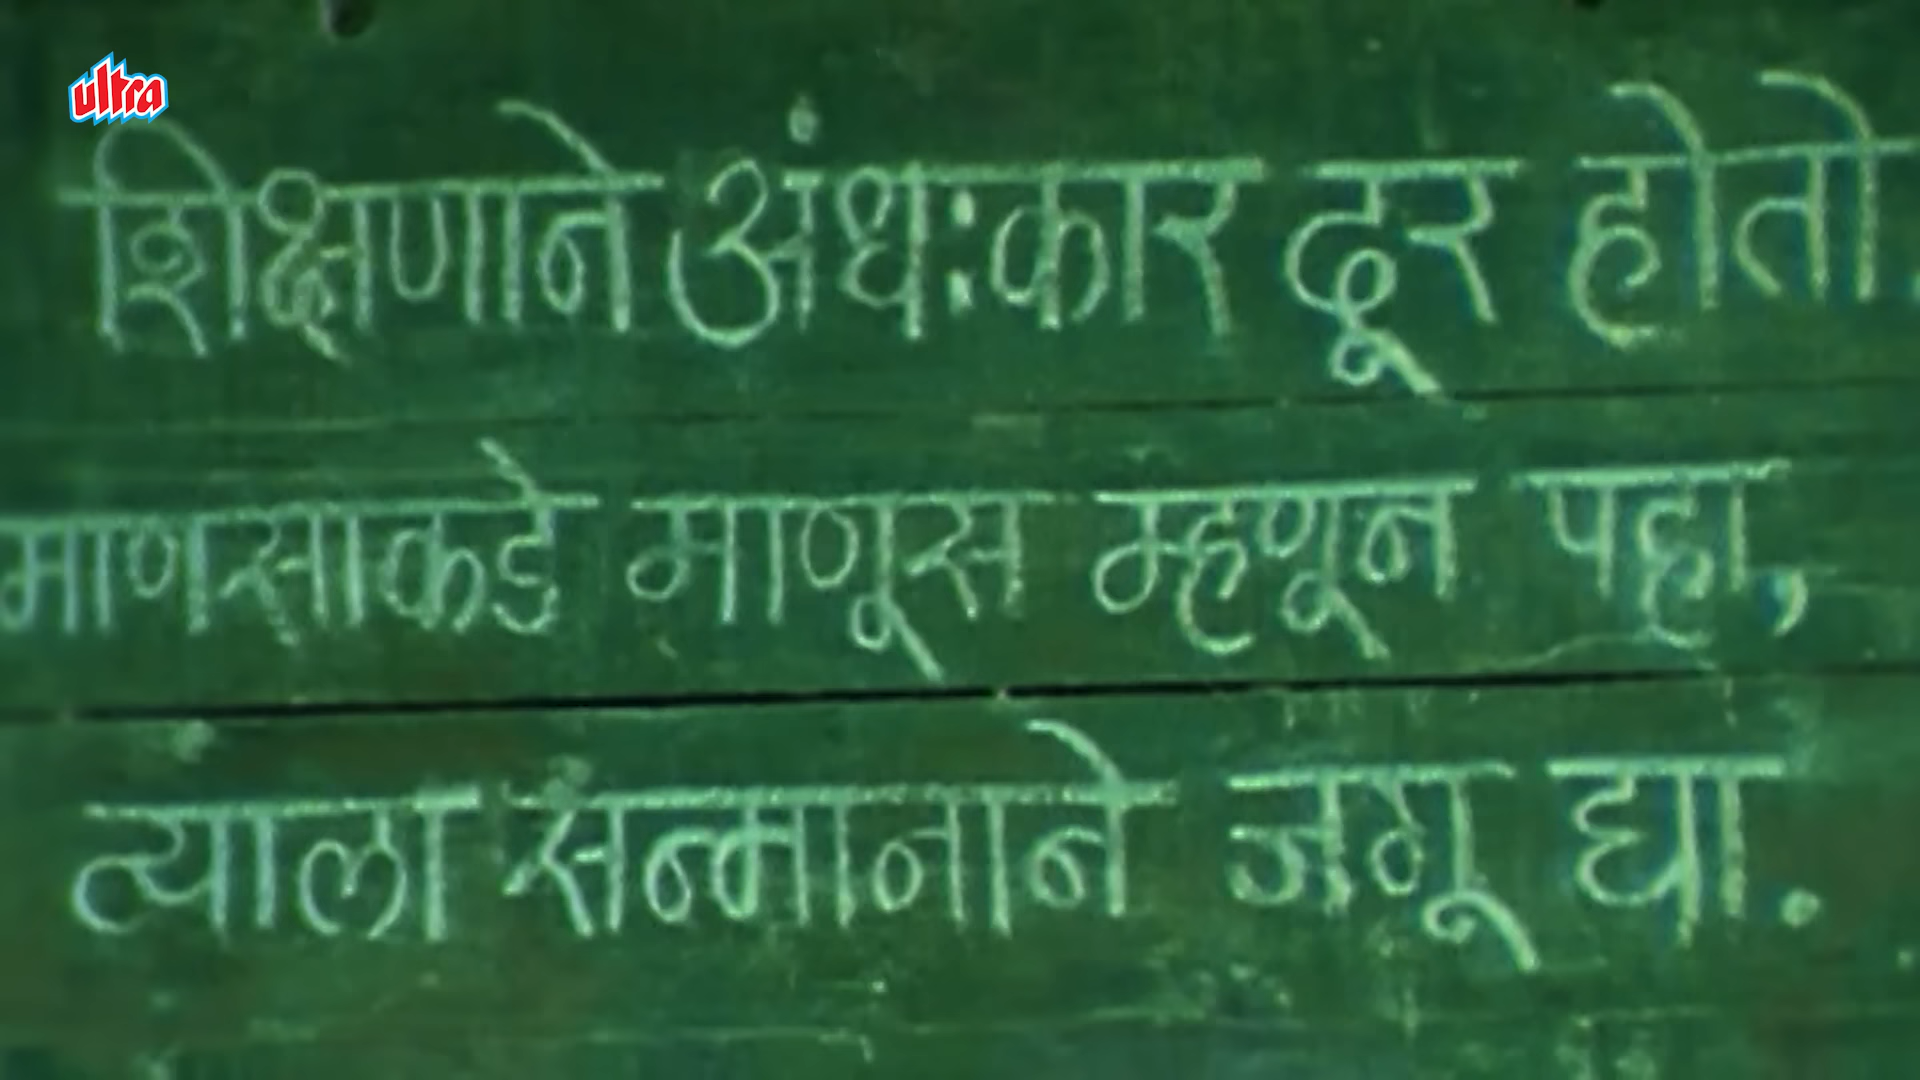 ultra
शिक्षणाने अंधःकार दूर होतो.
माणसाकडे माणूस म्हणून पहा,
त्याला सन्मानाने जगू द्या.